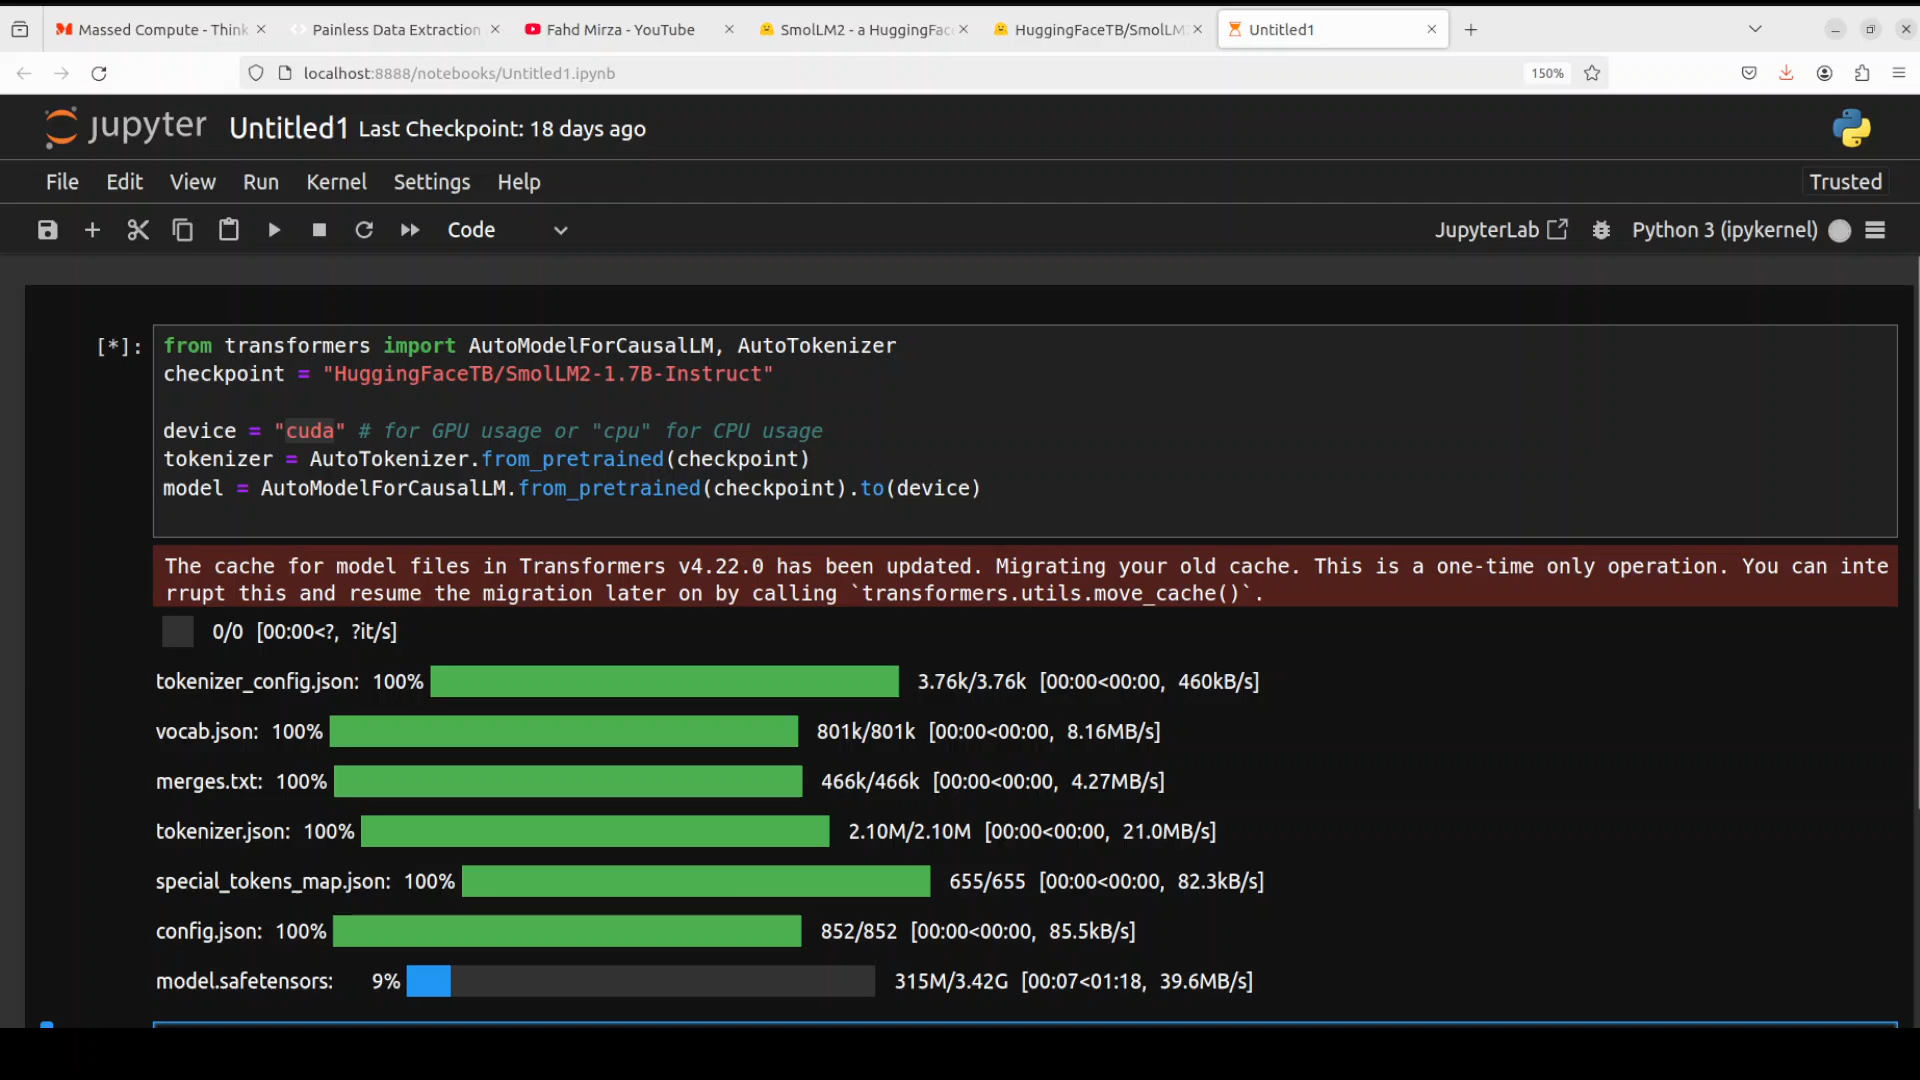 Massed Compute - Think
Painless Data Extraction
Fahd Mirza - YouTube
SmolLM2 - a HuggingFac
HuggingFaceTB/SmolLM
Untitled1
localhost:8888/notebooks/Untitled1.ipynb
150%
jupyter Untitled1 Last Checkpoint: 18 days ago
File Edit View Run Kernel Settings Help Trusted
Code JupyterLab Python 3 (ipykernel)
[*]: from transformers import AutoModelForCausalLM, AutoTokenizer
checkpoint = "HuggingFaceTB/SmolLM2-1.7B-Instruct"
device = "cuda" # for GPU usage or "cpu" for CPU usage
tokenizer = AutoTokenizer.from_pretrained(checkpoint)
model = AutoModelForCausalLM.from_pretrained(checkpoint).to(device)
The cache for model files in Transformers v4.22.0 has been updated. Migrating your old cache. This is a one-time only operation. You can inte
rrupt this and resume the migration later on by calling `transformers.utils.move_cache()`.
0/0 [00:00<?, ?it/s]
tokenizer_config.json: 100% 3.76k/3.76k [00:00<00:00, 460kB/s]
vocab.json: 100% 801k/801k [00:00<00:00, 8.16MB/s]
merges.txt: 100% 466k/466k [00:00<00:00, 4.27MB/s]
tokenizer.json: 100% 2.10M/2.10M [00:00<00:00, 21.0MB/s]
special_tokens_map.json: 100% 655/655 [00:00<00:00, 82.3kB/s]
config.json: 100% 852/852 [00:00<00:00, 85.5kB/s]
model.safetensors: 9% 315M/3.42G [00:07<01:18, 39.6MB/s]